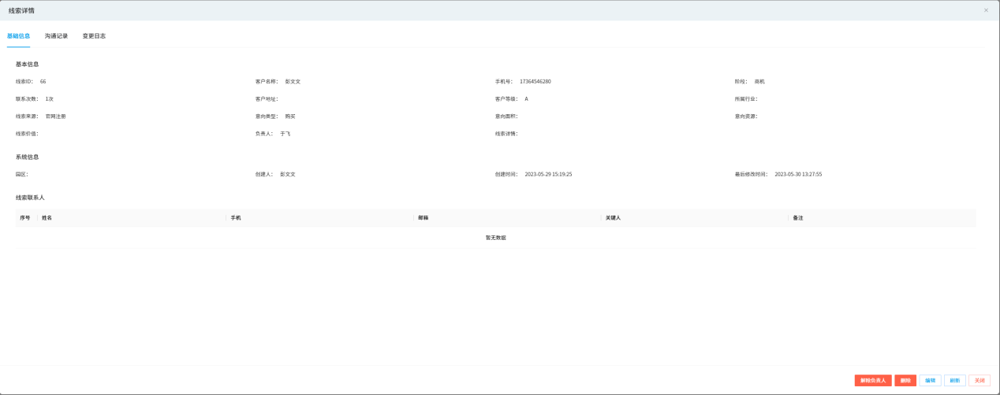 线索详情
基础信息 沟通记录 变更日志
基本信息
线索ID： 66 客户名称： 彭文文 手机号： 17364546280 阶段： 商机
联系次数： 1次 客户地址： 客户等级： A 所属行业：
线索来源： 官网注册 意向类型： 购买 意向面积： 意向资源：
线索价值： 负责人： 于飞 线索详情：
系统信息
园区： 创建人： 彭文文 创建时间： 2023-05-29 15:19:25 最后修改时间： 2023-05-30 13:27:55
线索联系人
序号 姓名 手机 邮箱 关键人 备注
暂无数据
解除负责人 删除 编辑 刷新 关闭